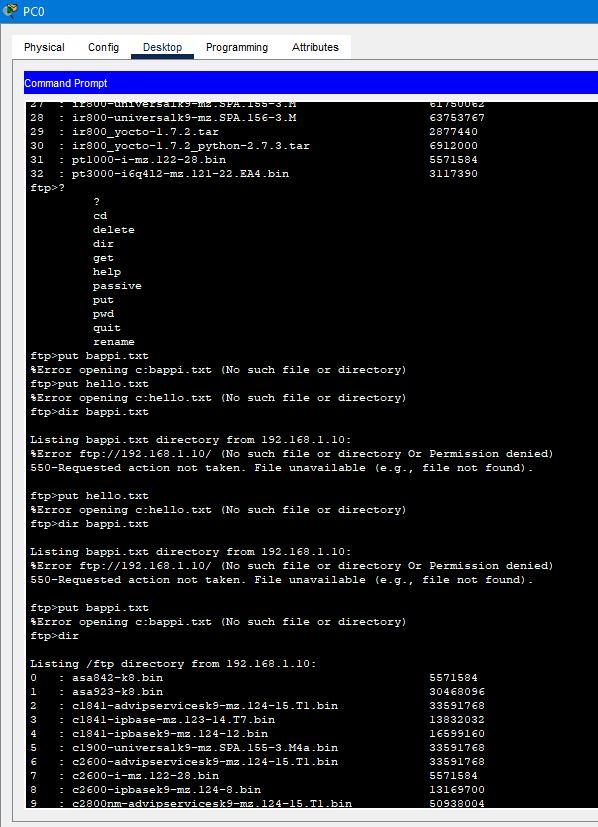 PC0
Physical Config Desktop Programming Attributes
Command Prompt
27 : ir800-universalk9-mz.SPA.155-3.M 61750062
28 : ir800-universalk9-mz.SPA.156-3.M 63753767
29 : ir800_yocto-1.7.2.tar 2877440
30 : ir800_yocto-1.7.2_python-2.7.3.tar 6912000
31 : pt1000-i-mz.122-28.bin 5571584
32 : pt3000-i6q4l2-mz.121-22.EA4.bin 3117390
ftp>?
?
cd
delete
dir
get
help
passive
put
pwd
quit
rename
ftp>put bappi.txt
%Error opening c:bappi.txt (No such file or directory)
ftp>put hello.txt
%Error opening c:hello.txt (No such file or directory)
ftp>dir bappi.txt
Listing bappi.txt directory from 192.168.1.10:
%Error ftp://192.168.1.10/ (No such file or directory Or Permission denied)
550-Requested action not taken. File unavailable (e.g., file not found).
ftp>put hello.txt
%Error opening c:hello.txt (No such file or directory)
ftp>dir bappi.txt
Listing bappi.txt directory from 192.168.1.10:
%Error ftp://192.168.1.10/ (No such file or directory Or Permission denied)
550-Requested action not taken. File unavailable (e.g., file not found).
ftp>put bappi.txt
%Error opening c:bappi.txt (No such file or directory)
ftp>dir
Listing /ftp directory from 192.168.1.10:
0 : asa842-k8.bin 5571584
1 : asa923-k8.bin 30468096
2 : c1841-advipservicesk9-mz.124-15.T1.bin 33591768
3 : c1841-ipbase-mz.123-14.T7.bin 13832032
4 : c1841-ipbasek9-mz.124-12.bin 16599160
5 : c1900-universalk9-mz.SPA.155-3.M4a.bin 33591768
6 : c2600-advipservicesk9-mz.124-15.T1.bin 33591768
7 : c2600-i-mz.122-28.bin 5571584
8 : c2600-ipbasek9-mz.124-8.bin 13169700
9 : c2800nm-advipservicesk9-mz.124-15.T1.bin 50938004